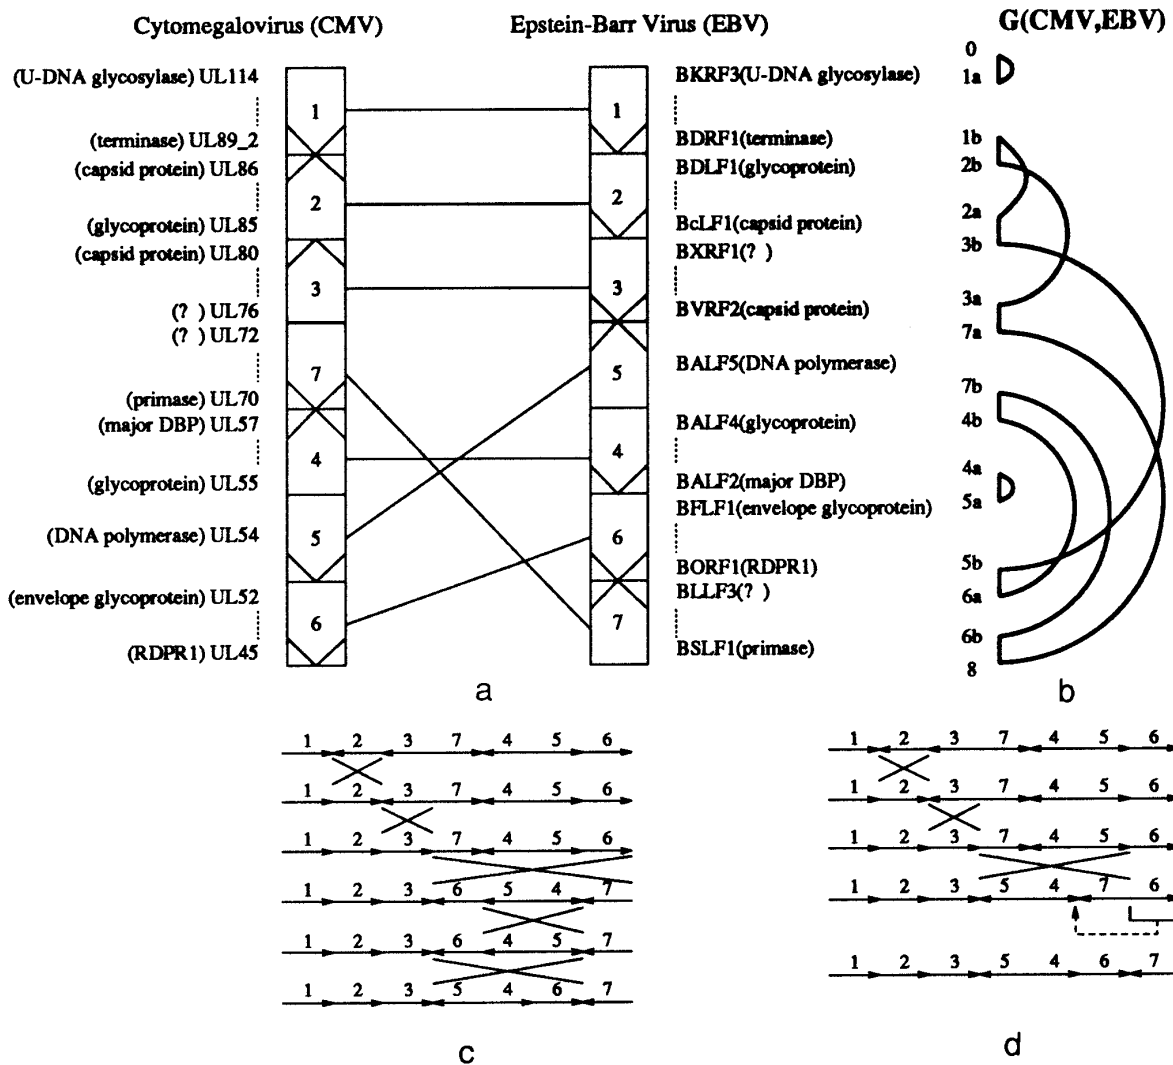 Cytomegalovirus (CMV)
Epstein-Barr Virus (EBV)
G(CMV,EBV)
(U-DNA glycosylase) UL114
(terminase) UL89_2
(capsid protein) UL86
(glycoprotein) UL85
(capsid protein) UL80
(? ) UL76
(? ) UL72
(primase) UL70
(major DBP) UL57
(glycoprotein) UL55
(DNA polymerase) UL54
(envelope glycoprotein) UL52
(RDPR1) UL45
1
2
3
7
4
5
6
1
2
3
5
4
6
7
BKRF3(U-DNA glycosylase)
BDRF1(terminase)
BDLF1(glycoprotein)
BcLF1(capsid protein)
BXRF1(? )
BVRF2(capsid protein)
BALF5(DNA polymerase)
BALF4(glycoprotein)
BALF2(major DBP)
BFLF1(envelope glycoprotein)
BORF1(RDPR1)
BLLF3(? )
BSLF1(primase)
0
1a
1b
2b
2a
3b
3a
7a
7b
4b
4a
5a
5b
6a
6b
8
a
b
1 2 3 7 4 5 6
1 2 3 7 4 5 6
1 2 3 7 4 5 6
1 2 3 6 5 4 7
1 2 3 6 4 5 7
1 2 3 5 4 6 7
c
1 2 3 7 4 5 6
1 2 3 7 4 5 6
1 2 3 7 4 5 6
1 2 3 5 4 7 6
1 2 3 5 4 6 7
d